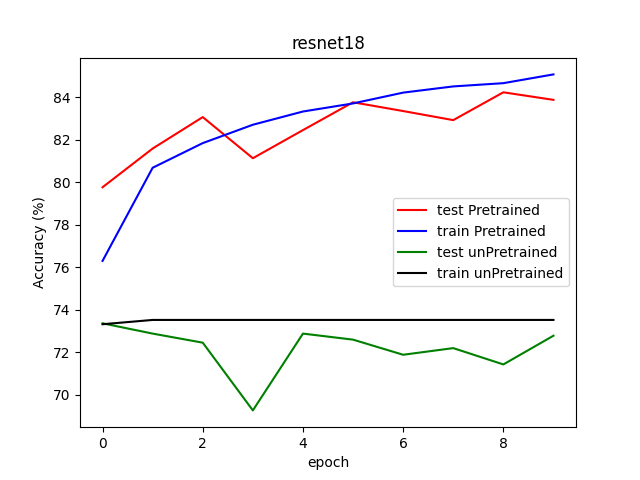 resnet18
Accuracy (%)
84
82
80
78
76
74
72
70
test Pretrained
train Pretrained
test unPretrained
train unPretrained
0 2 4 6 8
epoch